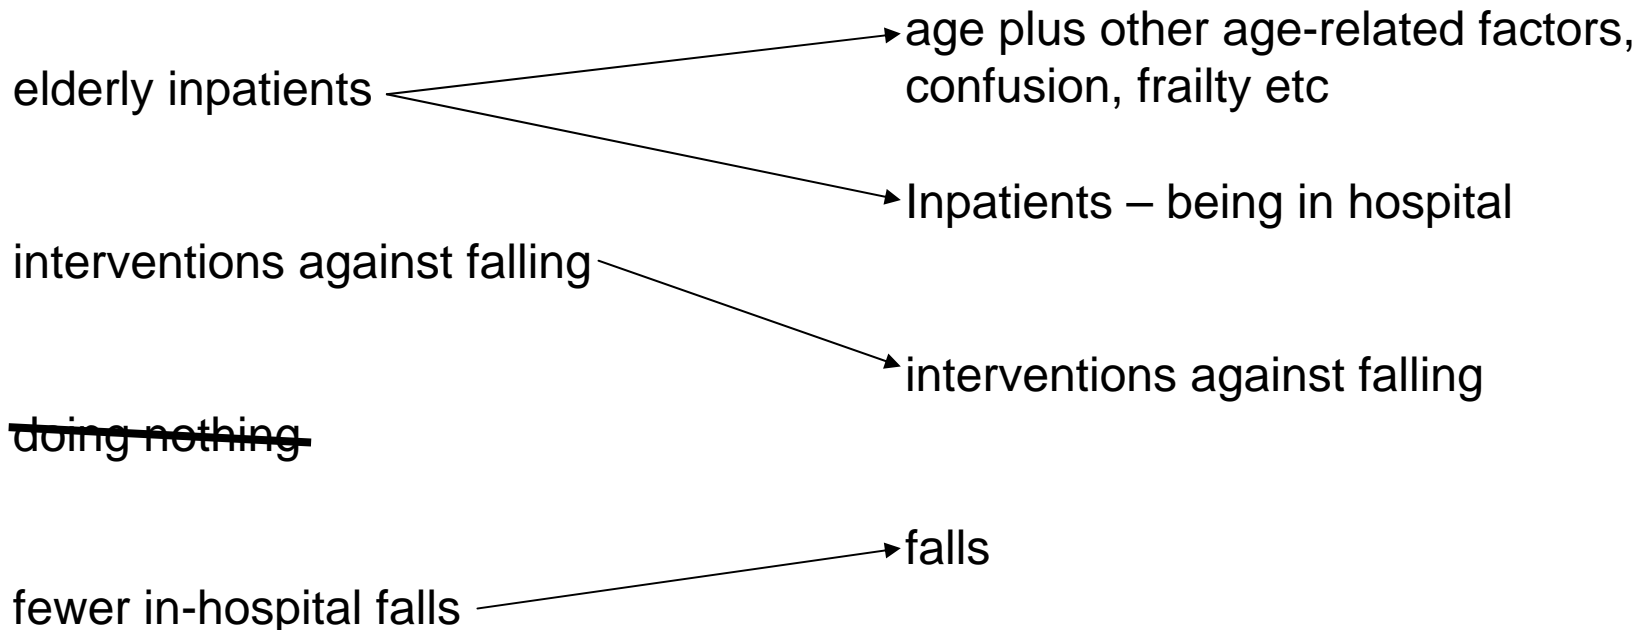 elderly inpatients
interventions against falling
doing nothing
fewer in-hospital falls
age plus other age-related factors,
confusion, frailty etc
Inpatients – being in hospital
interventions against falling
falls